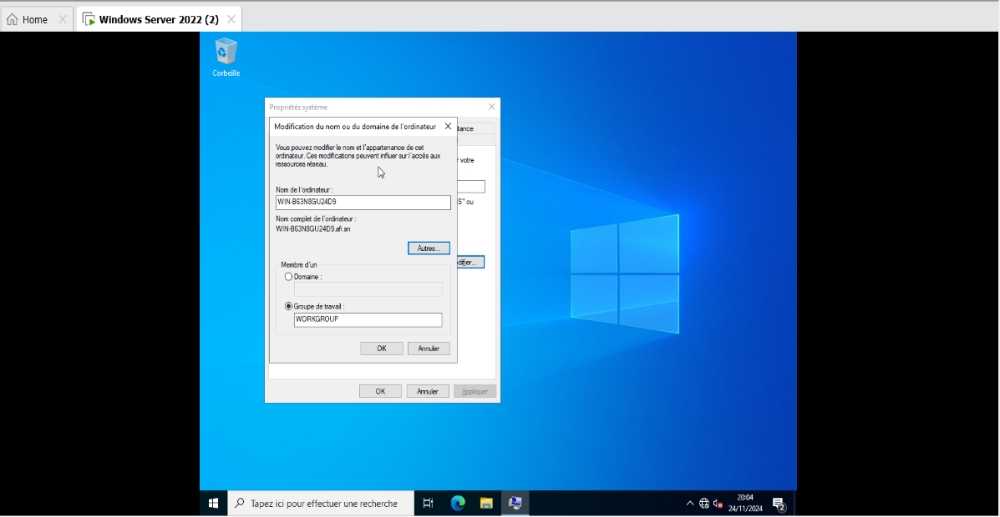 Home
Windows Server 2022 (2)
Corbeille
Propriétés système
Modification du nom ou du domaine de l'ordinateur
tance
Vous pouvez modifier le nom et l'appartenance de cet
ordinateur. Ces modifications peuvent influer sur l'accès aux
ressources réseau.
r votre
Nom de l'ordinateur :
WIN-B63N8GU24D9
S" ou
Nom complet de l'ordinateur :
WIN-B63N8GU24D9.afi.sn
Autres...
difier...
Membre d'un
Domaine :
Groupe de travail :
WORKGROUP
OK
Annuler
OK
Annuler
Appliquer
Tapez ici pour effectuer une recherche
20:04
24/11/2024
2